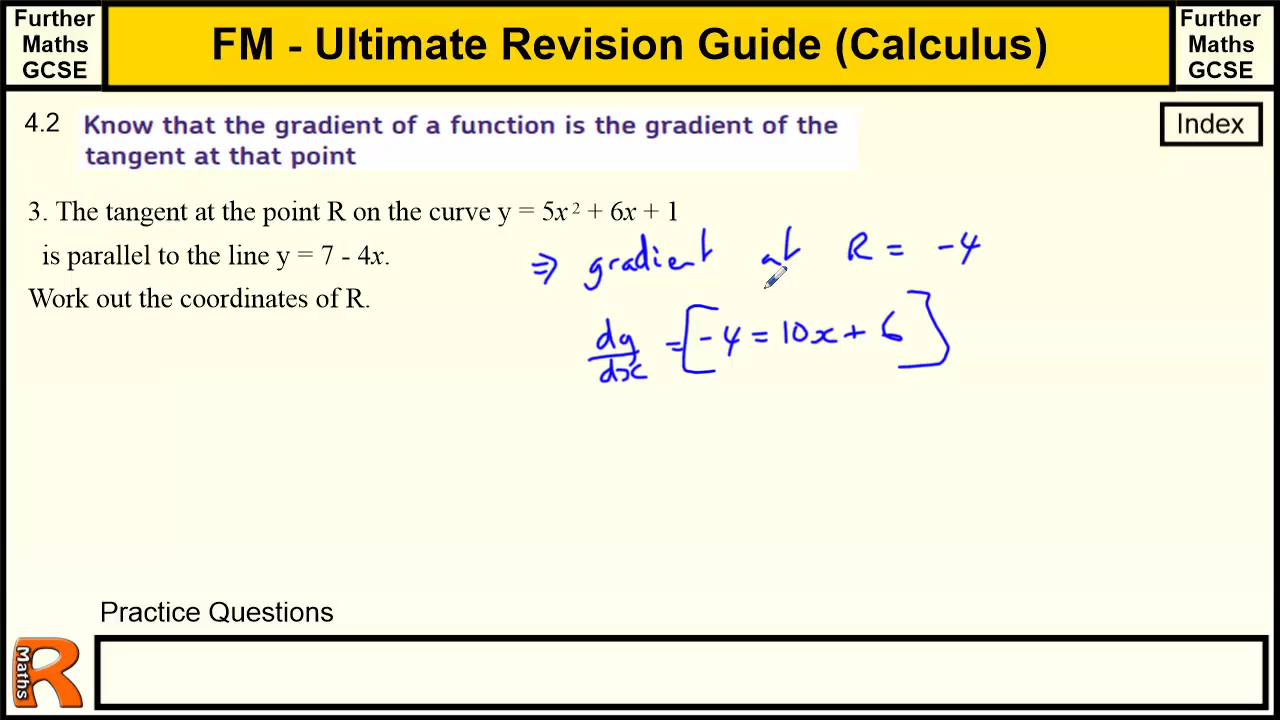 Further
Maths
GCSE
FM - Ultimate Revision Guide (Calculus)
Further
Maths
GCSE
4.2 Know that the gradient of a function is the gradient of the
tangent at that point
Index
3. The tangent at the point R on the curve y = 5x² + 6x + 1
is parallel to the line y = 7 - 4x.
⇒ gradient at R = -4
Work out the coordinates of R.
dy/dx = [-4 = 10x + 6]
Practice Questions
R Maths